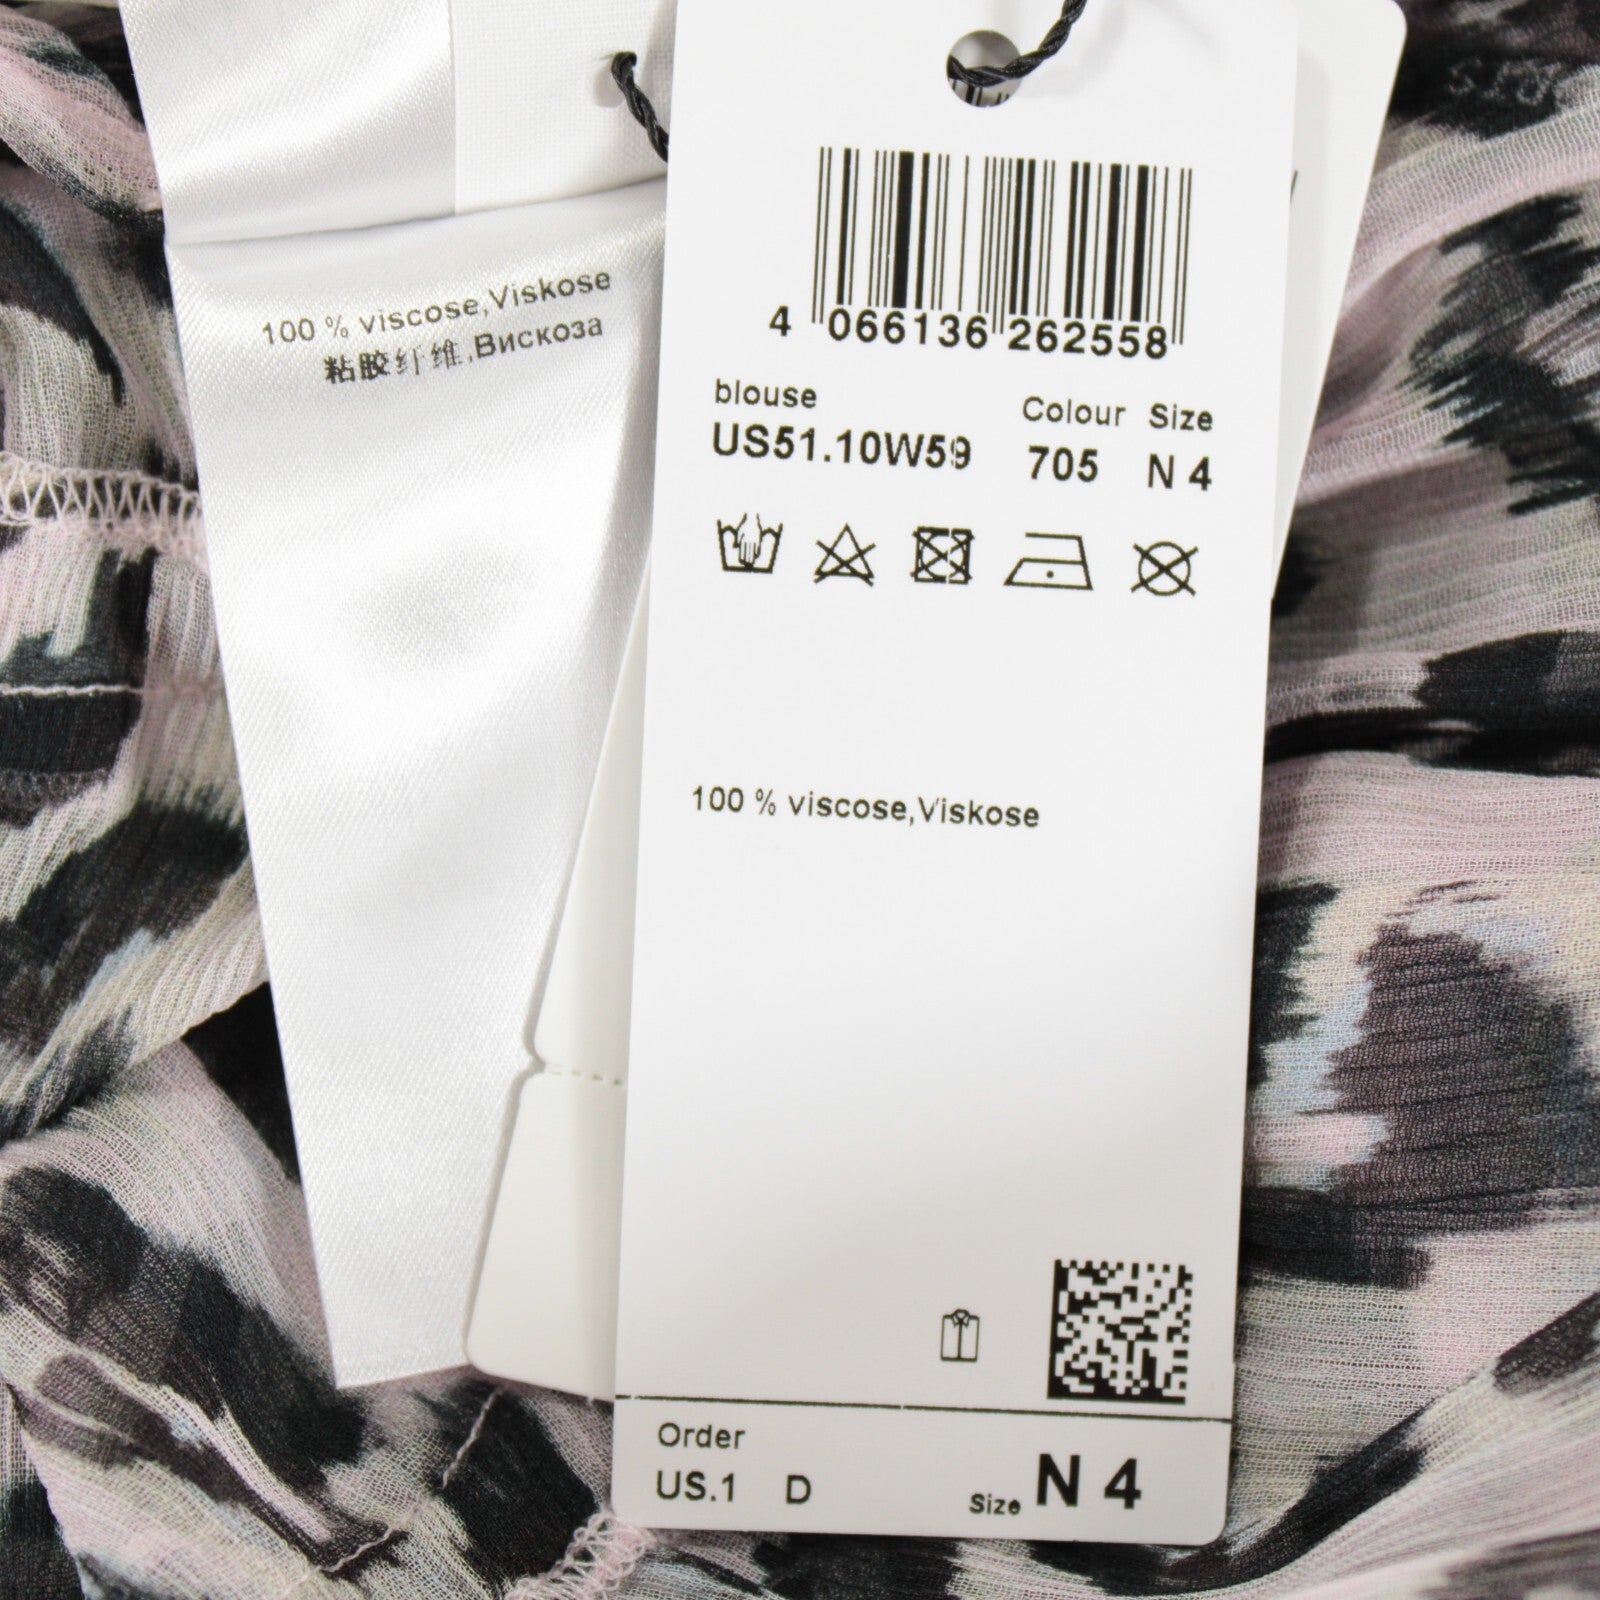 100 % viscose,Viskose
粘胶纤维,Вискоза
4 066136 262558
blouse Colour Size
US51.10W59 705 N 4
100 % viscose,Viskose
Order
US.1 D Size N 4